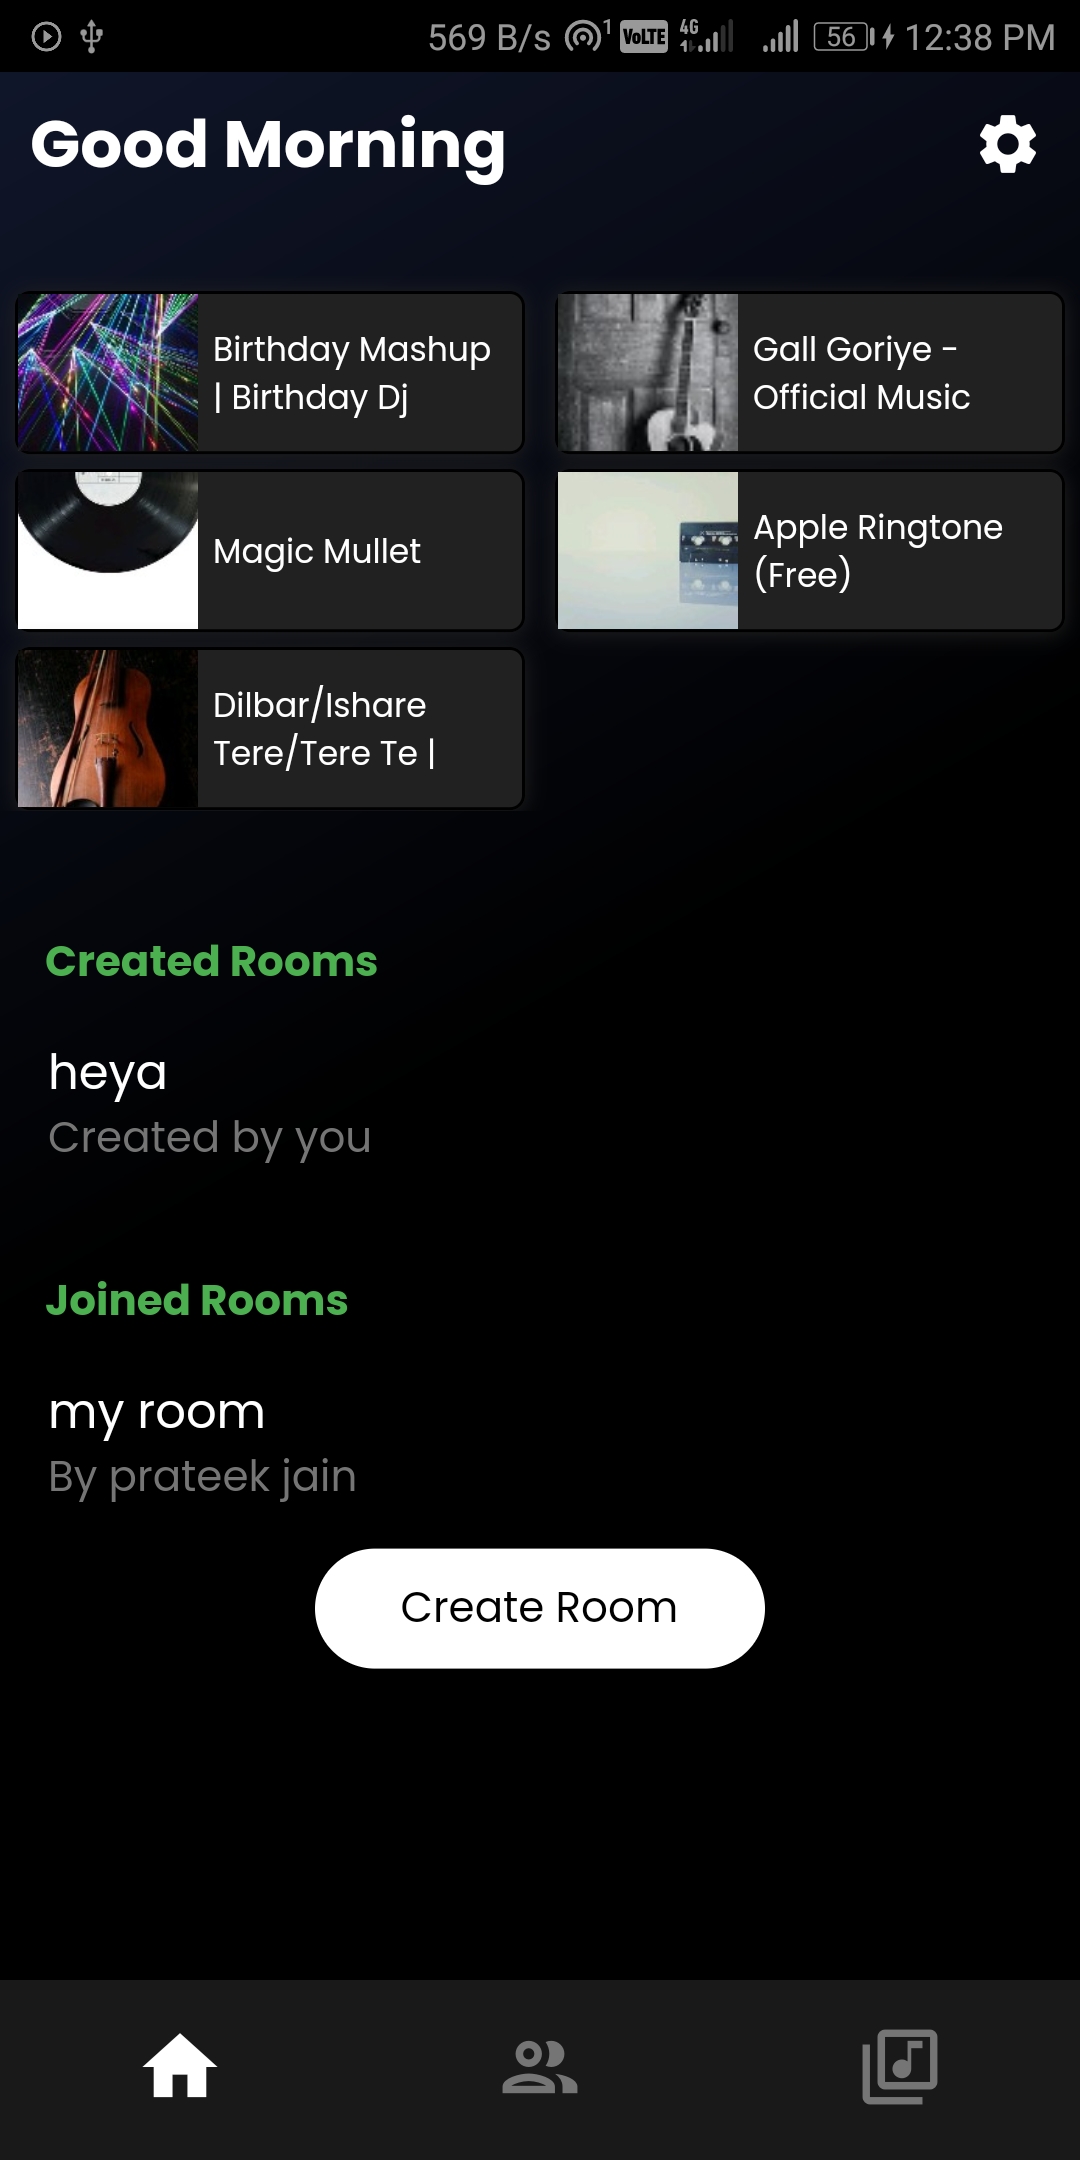 569 B/s 1 VoLTE 4G 56 12:38 PM
Good Morning
Birthday Mashup
| Birthday Dj
Gall Goriye -
Official Music
Magic Mullet
Apple Ringtone
(Free)
Dilbar/Ishare
Tere/Tere Te |
Created Rooms
heya
Created by you
Joined Rooms
my room
By prateek jain
Create Room